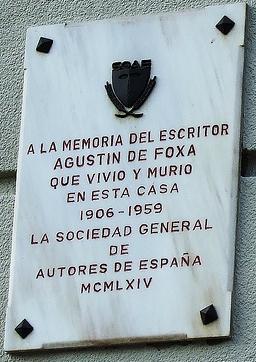 SGAE
A LA MEMORIA DEL ESCRITOR
AGUSTIN DE FOXA
QUE VIVIO Y MURIO
EN ESTA CASA
1906-1959
LA SOCIEDAD GENERAL
DE
AUTORES DE ESPAÑA
MCMLXIV